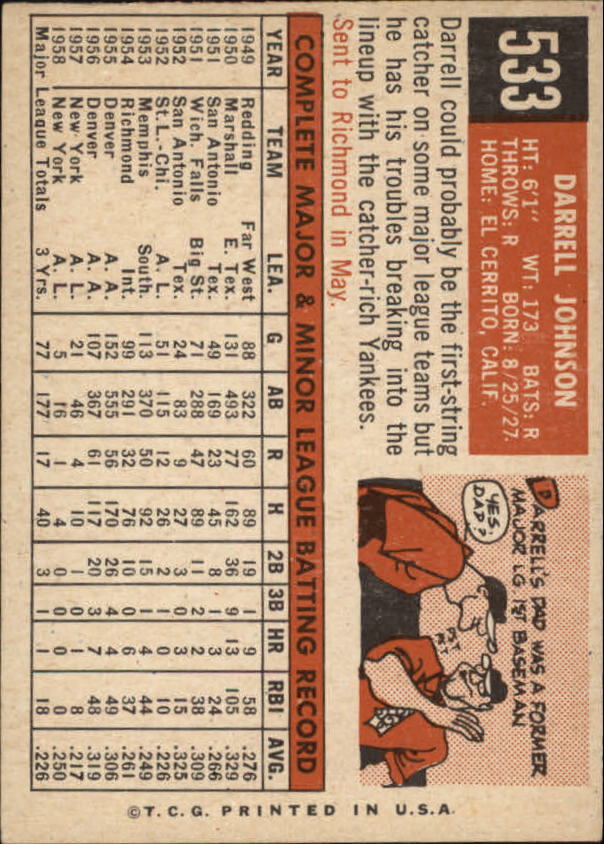 533
DARRELL JOHNSON
HT: 6'1" WT: 173 BATS: R
THROWS: R BORN: 8/25/27
HOME: EL CERRITO, CALIF.
Darrell could probably be the first-string
catcher on some major league teams but
he has his troubles breaking into the
lineup with the catcher-rich Yankees.
Sent to Richmond in May.
DARRELL'S DAD WAS A FORMER
MAJOR LG 1ST BASEMAN
YES,
DAD?
PST
PST
COMPLETE MAJOR & MINOR LEAGUE BATTING RECORD
YEAR TEAM LEA. G AB R H 2B 3B HR RBI AVG.
1949 Redding Far West 88 322 60 89 19 1 9 58 .276
1950 Marshall E. Tex. 131 493 77 162 36 9 13 105 .329
1951 San Antonio Tex. 49 169 23 45 8 1 3 24 .266
1951 Wich. Falls Big St. 71 288 47 89 11 2 2 38 .309
1952 San Antonio Tex. 24 83 9 27 3 0 3 15 .325
1952 St. L.-Chi. A. L. 51 115 12 26 2 1 0 10 .226
1953 Memphis South. 113 370 50 92 15 1 4 44 .249
1954 Richmond Int. 99 291 32 76 10 0 6 37 .261
1955 Denver A. A. 152 555 56 170 26 4 4 49 .306
1956 Denver A. A. 107 367 61 117 20 3 7 48 .319
1957 New York A. L. 21 46 4 10 1 0 1 8 .217
1958 New York A. L. 5 16 1 4 0 0 0 0 .250
Major League Totals 3 Yrs. 77 177 17 40 3 1 1 18 .226
©T.C.G. PRINTED IN U.S.A.